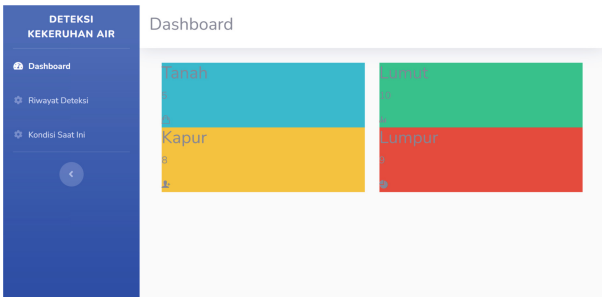 DETEKSI
KEKERUHAN AIR
Dashboard
Dashboard
Riwayat Deteksi
Kondisi Saat Ini
Tanah
Lumut
Kapur
8
Lumpur